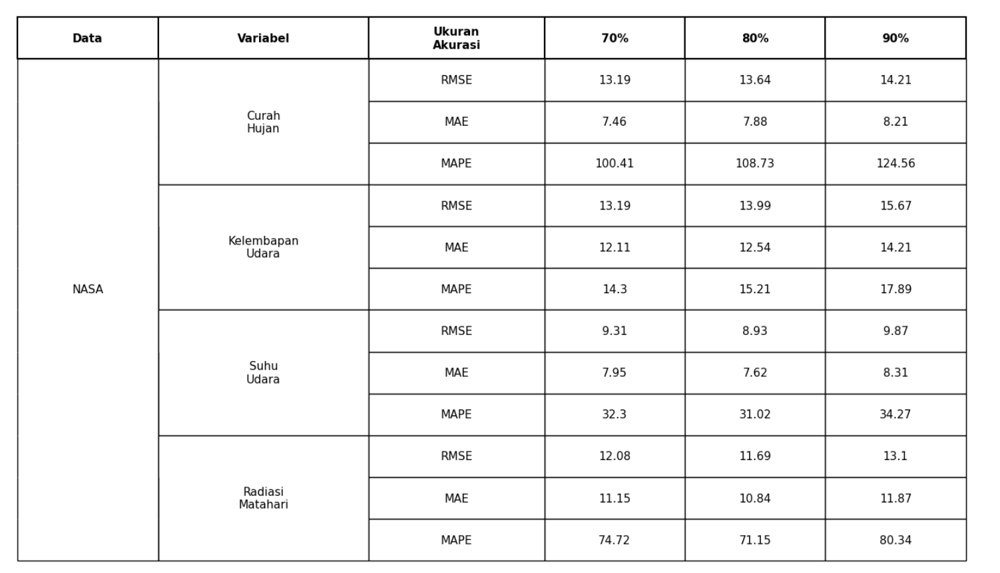 Data Variabel Ukuran Akurasi 70% 80% 90%
NASA
Curah
Hujan
RMSE 13.19 13.64 14.21
MAE 7.46 7.88 8.21
MAPE 100.41 108.73 124.56
Kelembapan
Udara
RMSE 13.19 13.99 15.67
MAE 12.11 12.54 14.21
MAPE 14.3 15.21 17.89
Suhu
Udara
RMSE 9.31 8.93 9.87
MAE 7.95 7.62 8.31
MAPE 32.3 31.02 34.27
Radiasi
Matahari
RMSE 12.08 11.69 13.1
MAE 11.15 10.84 11.87
MAPE 74.72 71.15 80.34